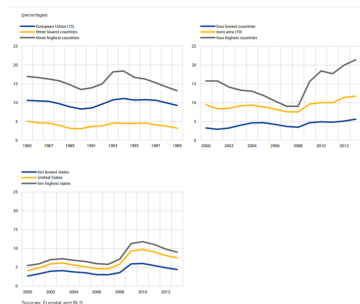 (percentages)
European Union (15)
three lowest countries
three highest countries
25
20
15
10
5
0
1985 1987 1989 1991 1993 1995 1997 1999
four lowest countries
euro area (19)
four highest countries
25
20
15
10
5
0
2000 2002 2004 2006 2008 2010 2012
ten lowest states
United States
ten highest states
25
20
15
10
5
0
2000 2002 2004 2006 2008 2010 2012
Sources: Eurostat and BLS